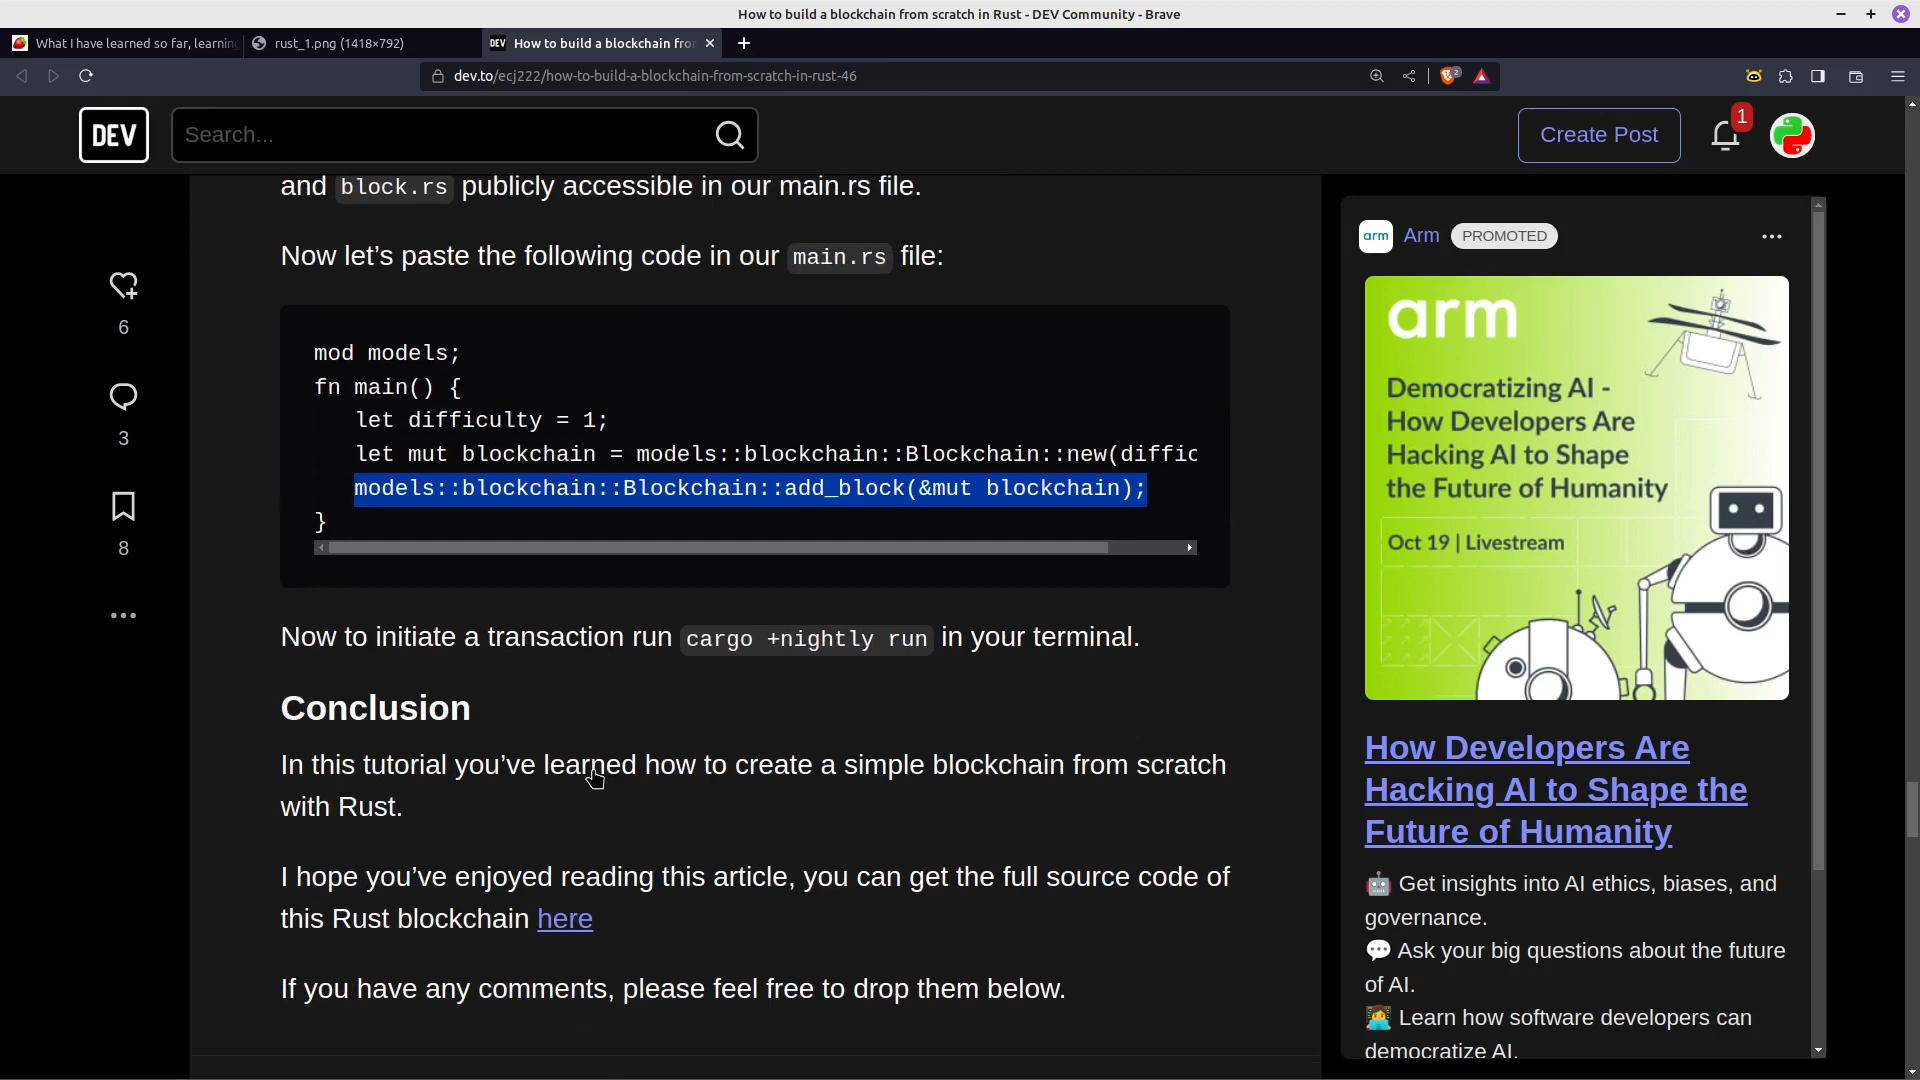 How to build a blockchain from scratch in Rust - DEV Community - Brave
What I have learned so far, learning
rust_1.png (1418×792)
DEV How to build a blockchain fro
dev.to/ecj222/how-to-build-a-blockchain-from-scratch-in-rust-46
2
DEV
Search...
Create Post
1
and block.rs publicly accessible in our main.rs file.
Now let’s paste the following code in our main.rs file:
mod models;
fn main() {
let difficulty = 1;
let mut blockchain = models::blockchain::Blockchain::new(diffic
models::blockchain::Blockchain::add_block(&mut blockchain);
}
Now to initiate a transaction run cargo +nightly run in your terminal.
Conclusion
In this tutorial you’ve learned how to create a simple blockchain from scratch
with Rust.
I hope you’ve enjoyed reading this article, you can get the full source code of
this Rust blockchain here
If you have any comments, please feel free to drop them below.
6
3
8
arm Arm PROMOTED
arm
Democratizing AI -
How Developers Are
Hacking AI to Shape
the Future of Humanity
Oct 19 | Livestream
How Developers Are
Hacking AI to Shape the
Future of Humanity
🤖 Get insights into AI ethics, biases, and
governance.
💬 Ask your big questions about the future
of AI.
🧑‍💻 Learn how software developers can
democratize AI.